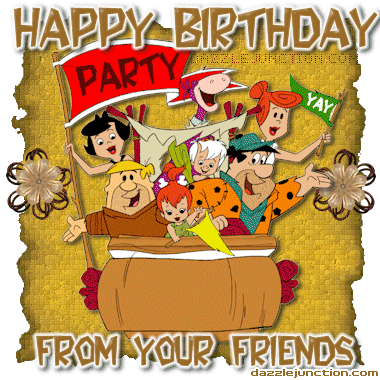 HAPPY BIRTHDAY
DAZZLEJUNCTION.COM
PARTY
YAY!
FROM YOUR FRIENDS
dazzlejunction.com